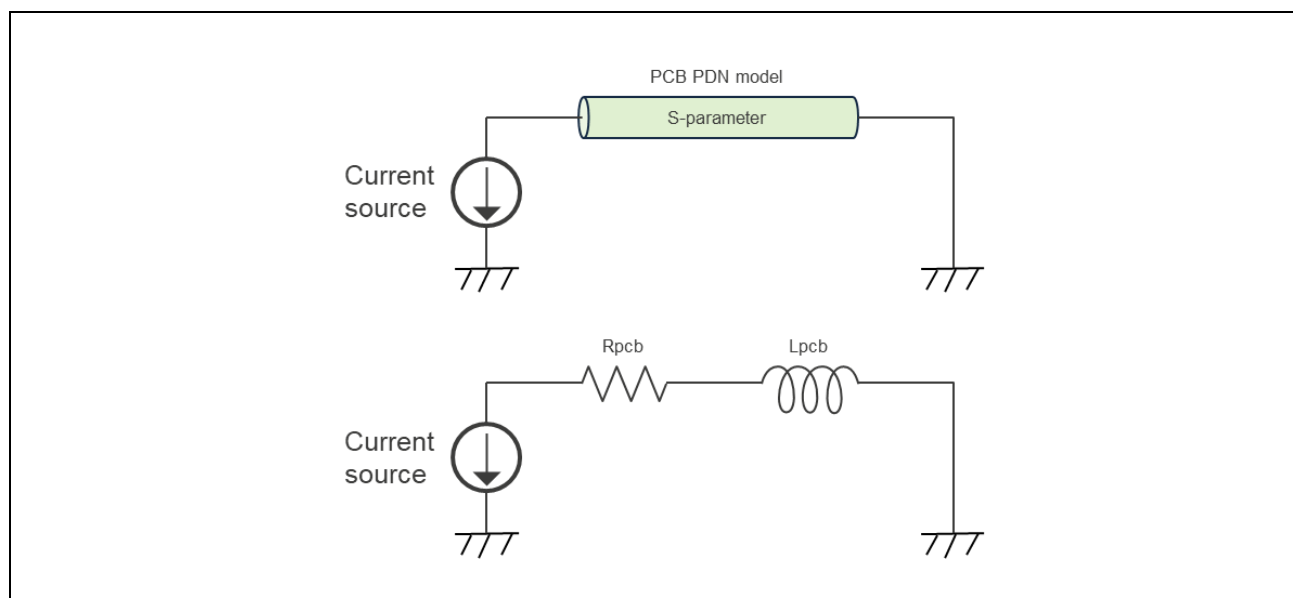 PCB PDN model
S-parameter
Current
source
Rpcb
Lpcb
Current
source